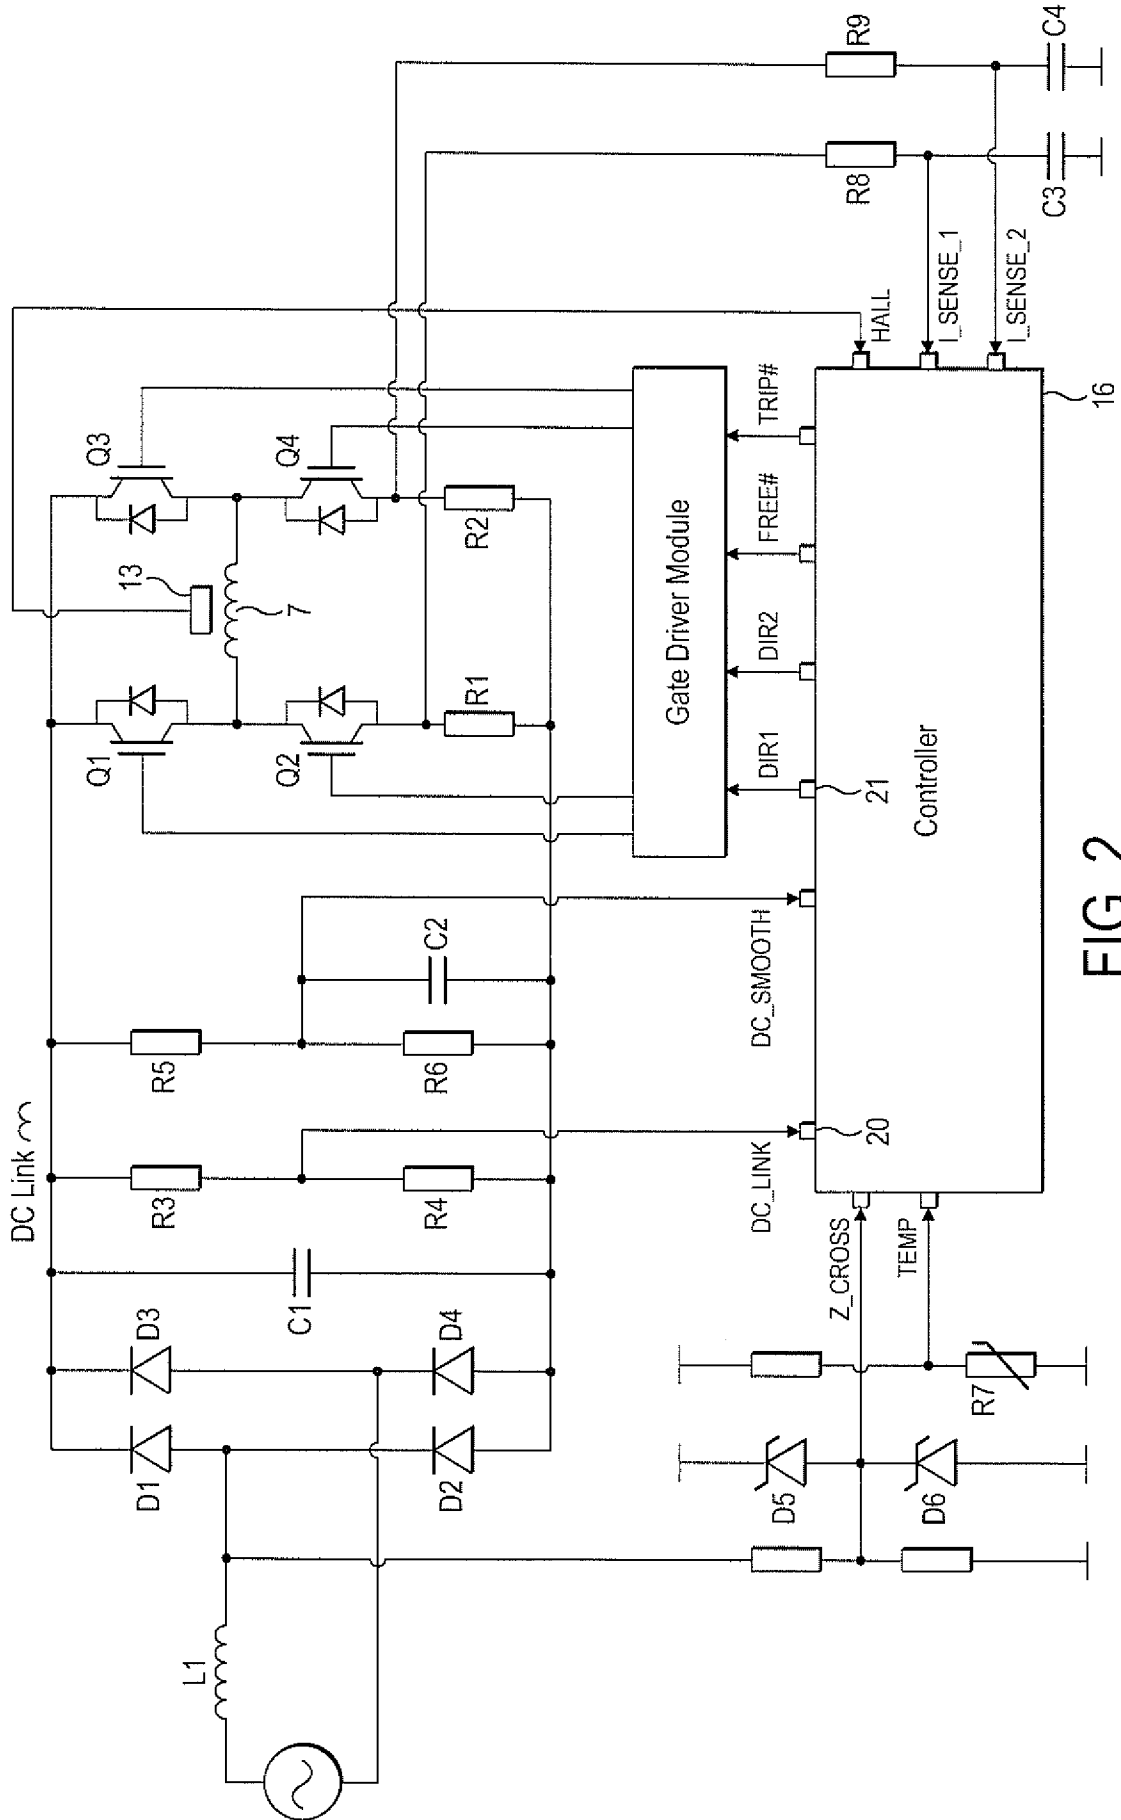 DC Link
L1
D1
D3
D2
D4
C1
R3
R4
R5
R6
C2
Q1
Q2
Q3
Q4
13
7
R1
R2
Gate Driver Module
DIR1
DIR2
FREE#
TRIP#
DC_LINK
DC_SMOOTH
20
21
Controller
16
Z_CROSS
TEMP
HALL
I_SENSE_1
I_SENSE_2
D5
D6
R7
R8
R9
C3
C4
FIG. 2